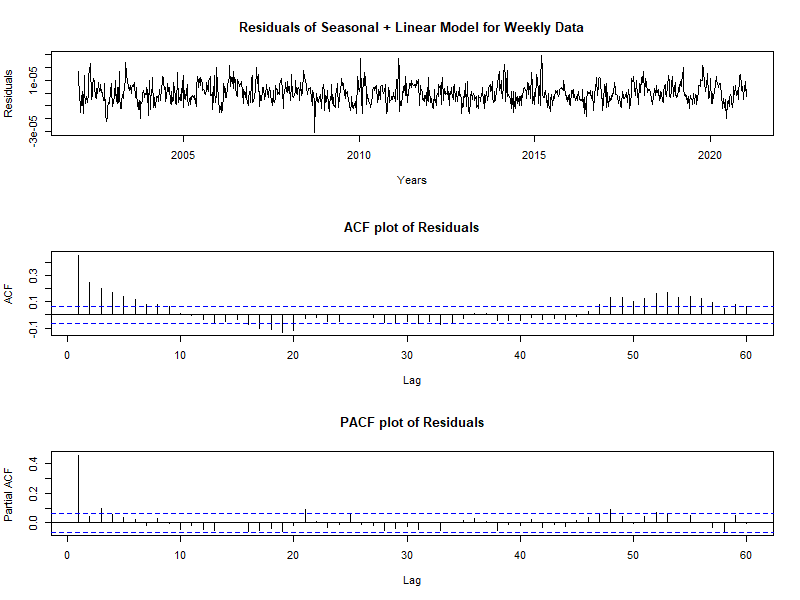 Residuals of Seasonal + Linear Model for Weekly Data
Residuals
1e-05
-3e-05
2005 2010 2015 2020
Years
ACF plot of Residuals
ACF
0.3
0.1
-0.1
0 10 20 30 40 50 60
Lag
PACF plot of Residuals
Partial ACF
0.4
0.2
0.0
0 10 20 30 40 50 60
Lag